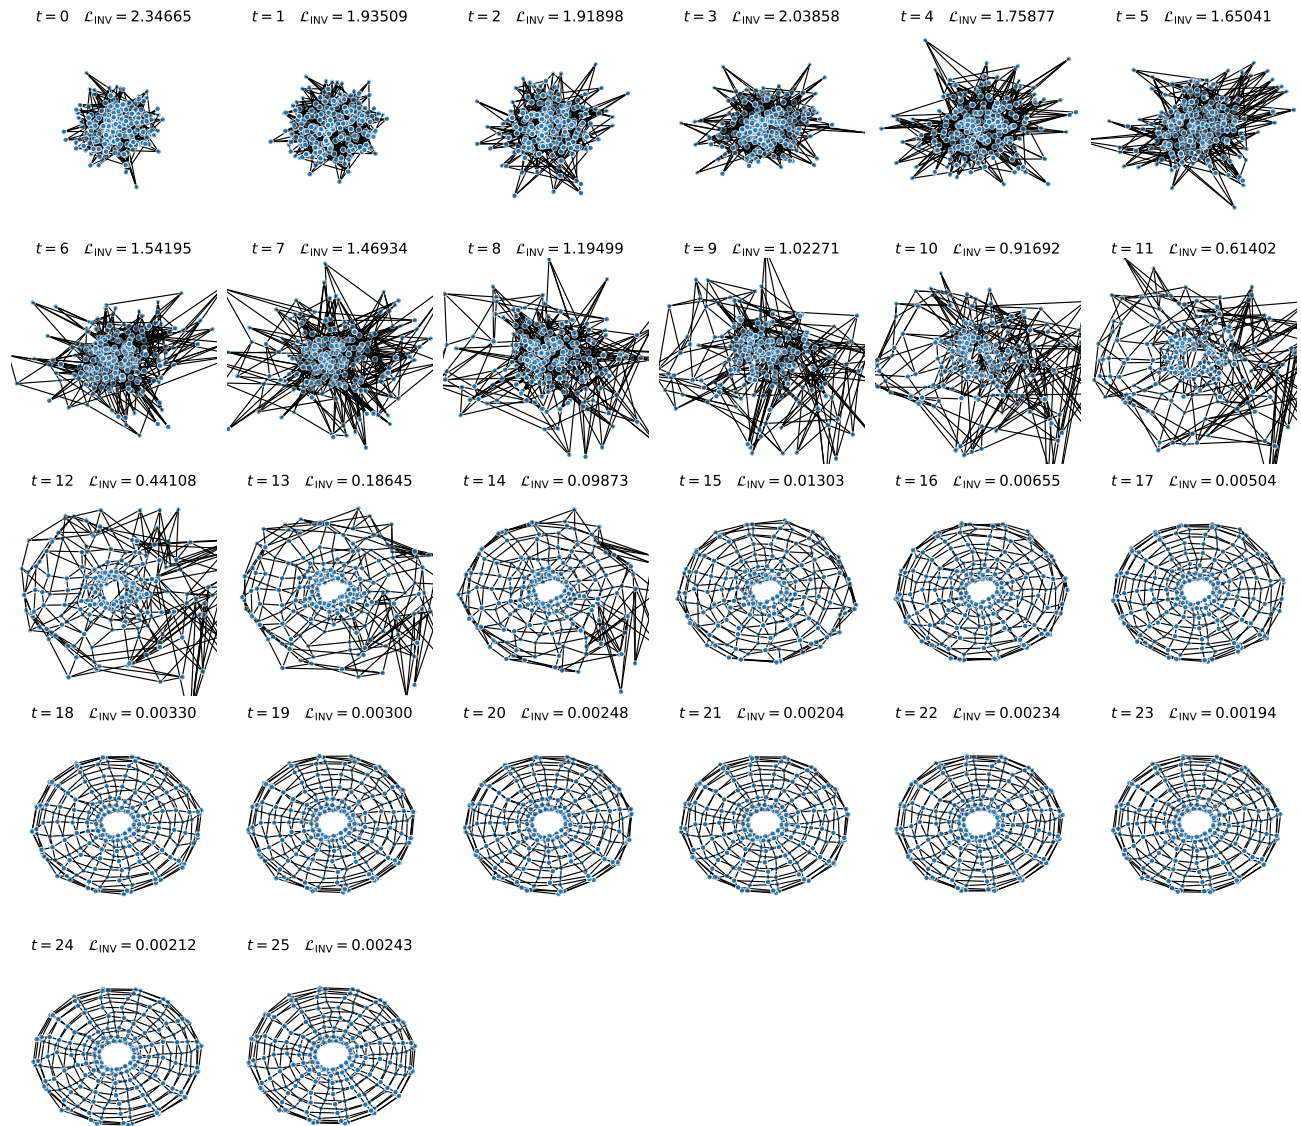 t = 0 ℒ_INV = 2.34665
t = 1 ℒ_INV = 1.93509
t = 2 ℒ_INV = 1.91898
t = 3 ℒ_INV = 2.03858
t = 4 ℒ_INV = 1.75877
t = 5 ℒ_INV = 1.65041
t = 6 ℒ_INV = 1.54195
t = 7 ℒ_INV = 1.46934
t = 8 ℒ_INV = 1.19499
t = 9 ℒ_INV = 1.02271
t = 10 ℒ_INV = 0.91692
t = 11 ℒ_INV = 0.61402
t = 12 ℒ_INV = 0.44108
t = 13 ℒ_INV = 0.18645
t = 14 ℒ_INV = 0.09873
t = 15 ℒ_INV = 0.01303
t = 16 ℒ_INV = 0.00655
t = 17 ℒ_INV = 0.00504
t = 18 ℒ_INV = 0.00330
t = 19 ℒ_INV = 0.00300
t = 20 ℒ_INV = 0.00248
t = 21 ℒ_INV = 0.00204
t = 22 ℒ_INV = 0.00234
t = 23 ℒ_INV = 0.00194
t = 24 ℒ_INV = 0.00212
t = 25 ℒ_INV = 0.00243